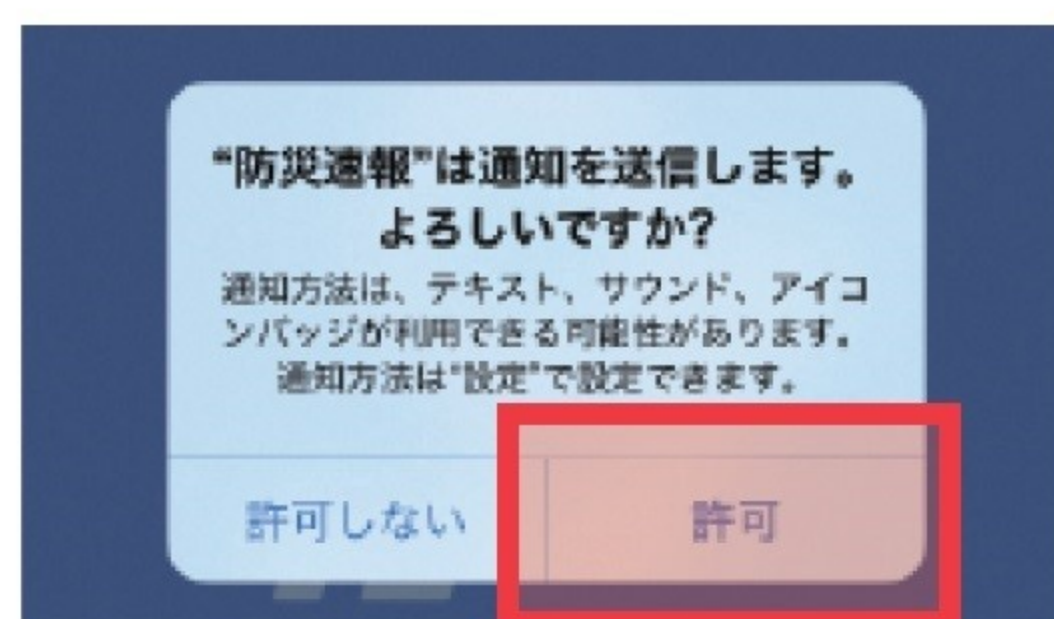 “防災速報”は通知を送信します。
よろしいですか?
通知方法は、テキスト、サウンド、アイコ
ンバッジが利用できる可能性があります。
通知方法は“設定”で設定できます。
許可しない
許可